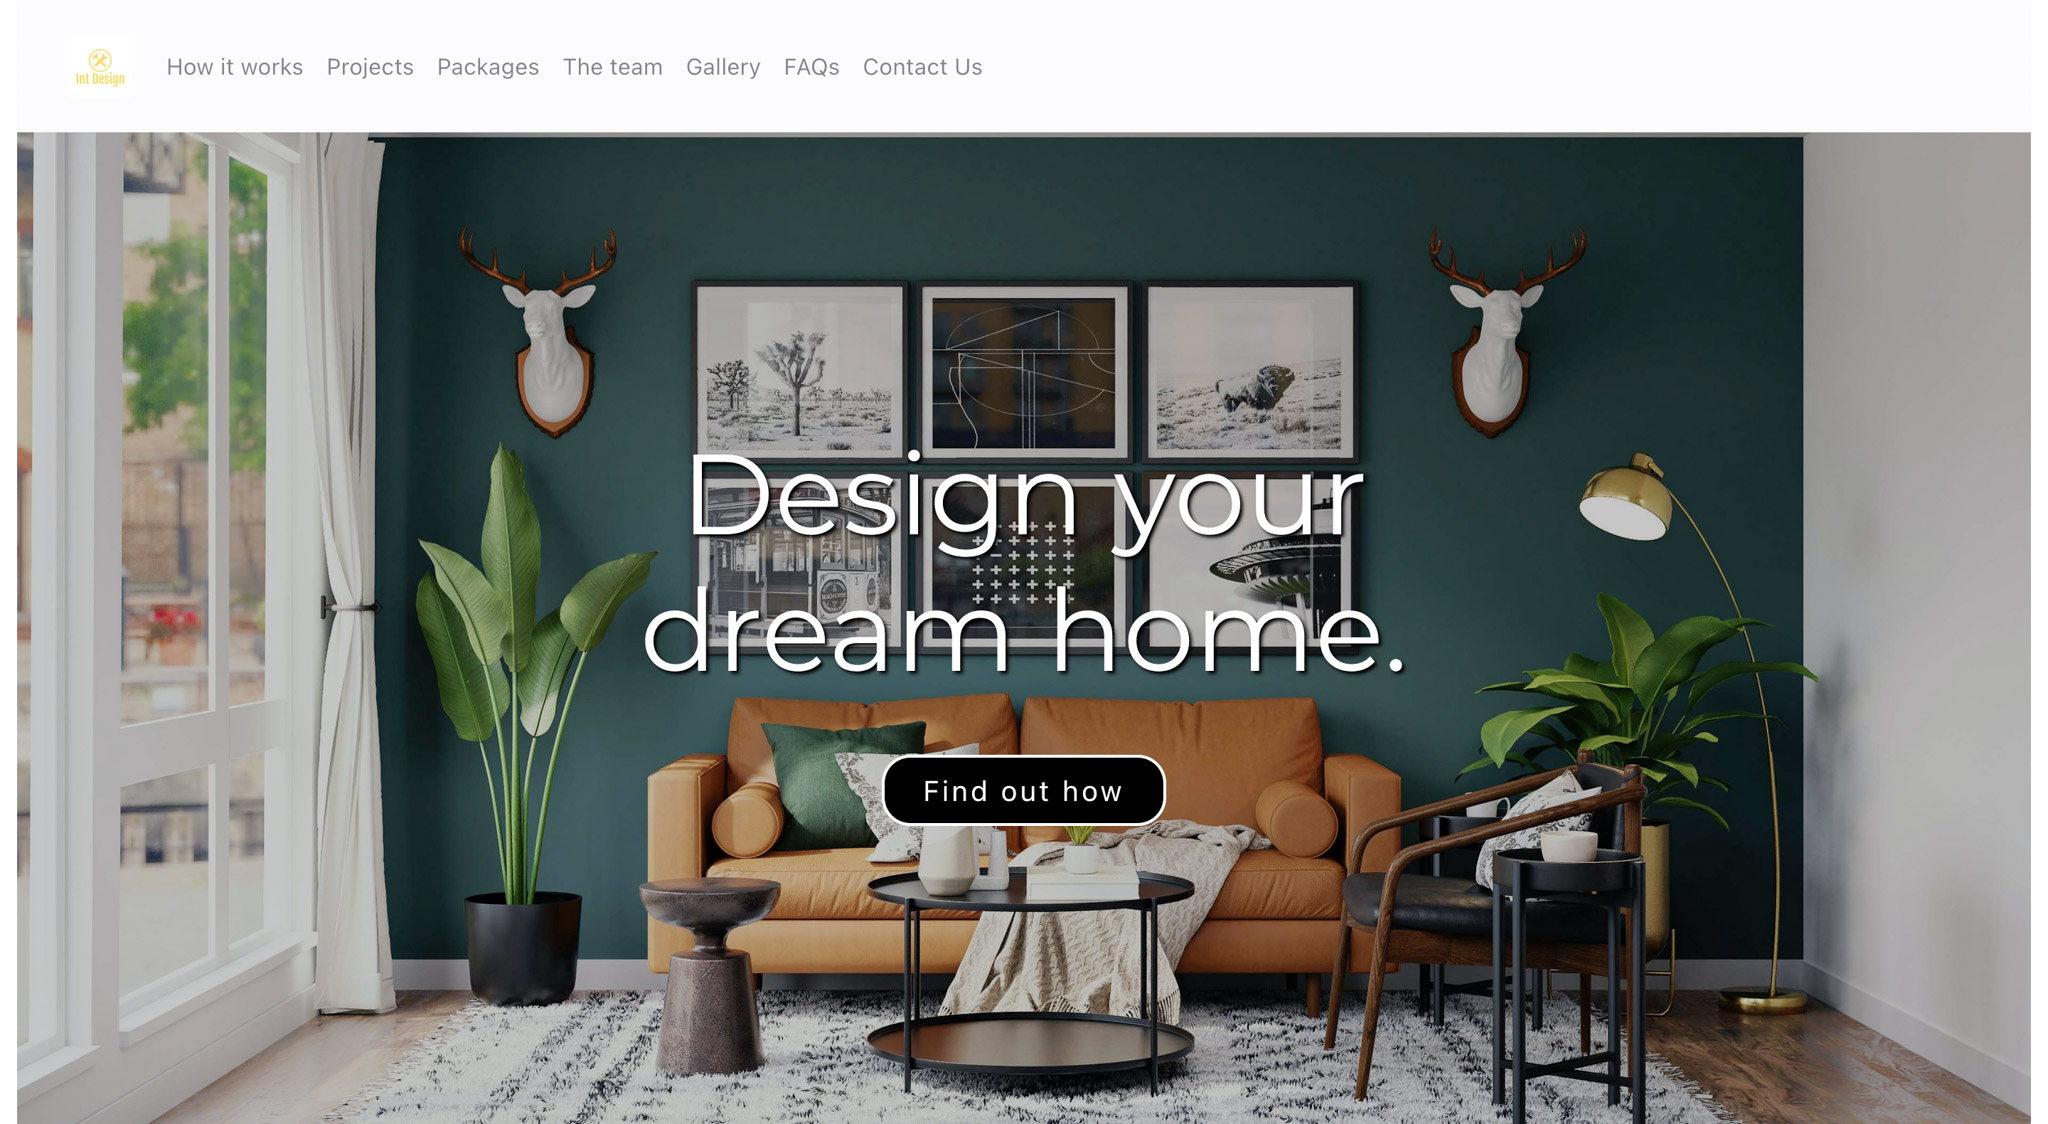 Int Design
How it works
Projects
Packages
The team
Gallery
FAQs
Contact Us
Design your
dream home.
Find out how